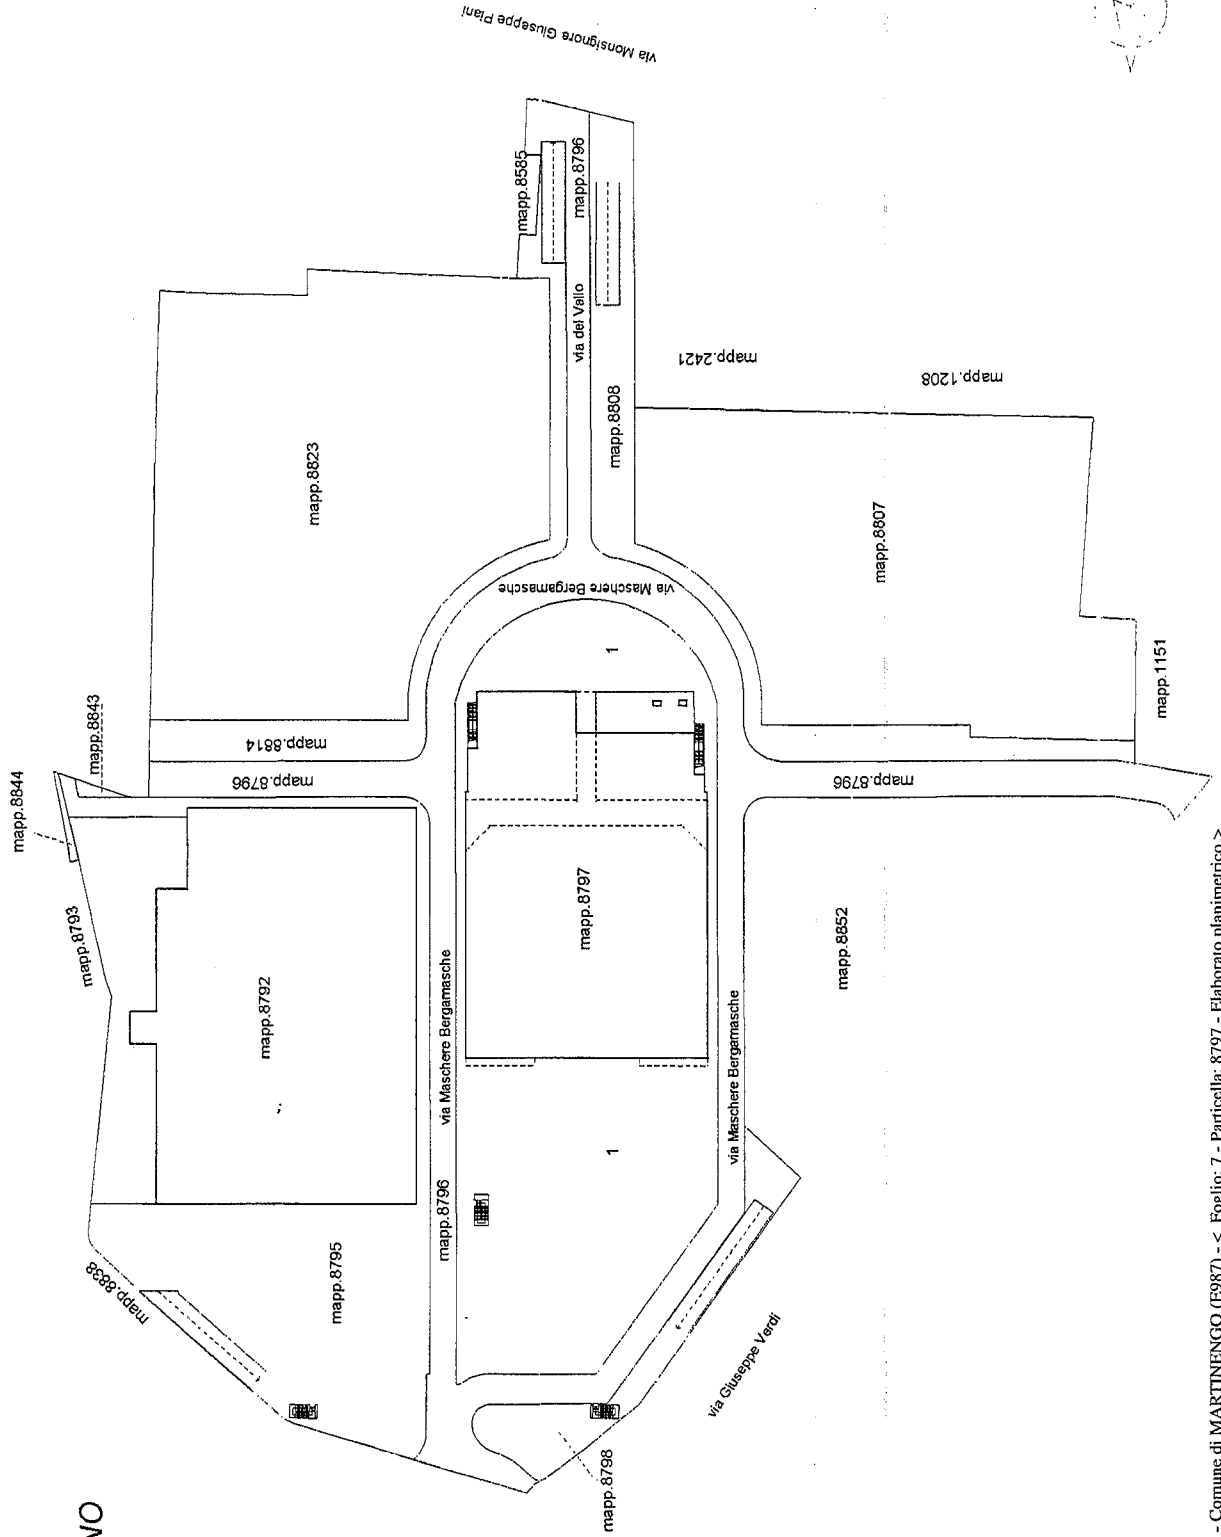 via Monsignore Giuseppe Piani
mapp.8585
mapp.8796
via del Vallo
mapp.2421
mapp.1208
mapp.8808
mapp.8823
mapp.8807
via Maschere Bergamasche
1
mapp.1151
mapp.8843
mapp.8814
mapp.8796
mapp.8796
mapp.8844
mapp.8793
mapp.8797
mapp.8852
mapp.8792
via Maschere Bergamasche
via Maschere Bergamasche
1
mapp.8796
mapp.8795
mapp.8838
via Giuseppe Verdi
mapp.8798
NO
- Comune di MARTINENGO (E987) - < Foglio: 7 - Particella: 8797 - Elaborato planimetrico >